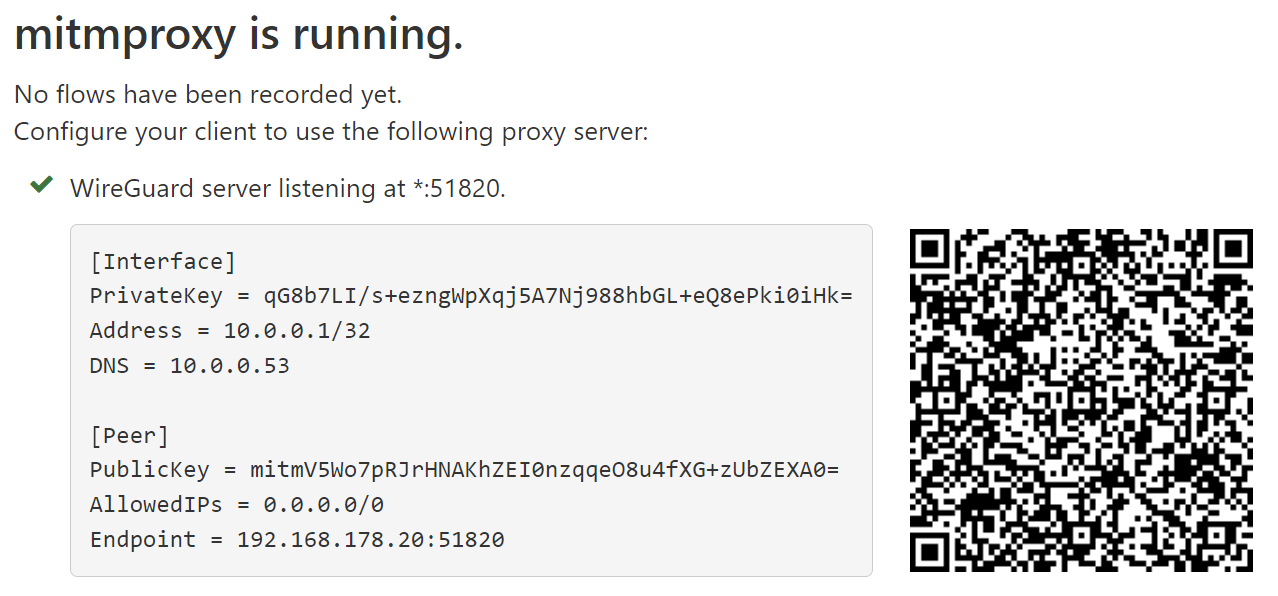 mitmproxy is running.
No flows have been recorded yet.
Configure your client to use the following proxy server:
WireGuard server listening at *:51820.
[Interface]
PrivateKey = qG8b7LI/s+ezngWpXqj5A7Nj988hbGL+eQ8ePki0iHk=
Address = 10.0.0.1/32
DNS = 10.0.0.53
[Peer]
PublicKey = mitmV5Wo7pRJrHNAKhZEI0nzqqeO8u4fXG+zUbZEXA0=
AllowedIPs = 0.0.0.0/0
Endpoint = 192.168.178.20:51820